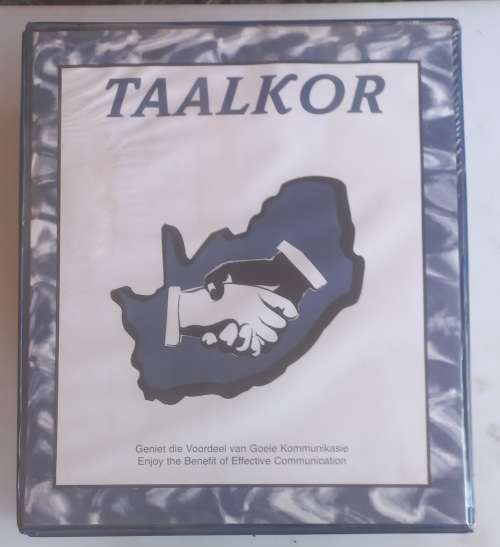 TAALKOR
Geniet die Voordeel van Goeie Kommunikasie
Enjoy the Benefit of Effective Communication